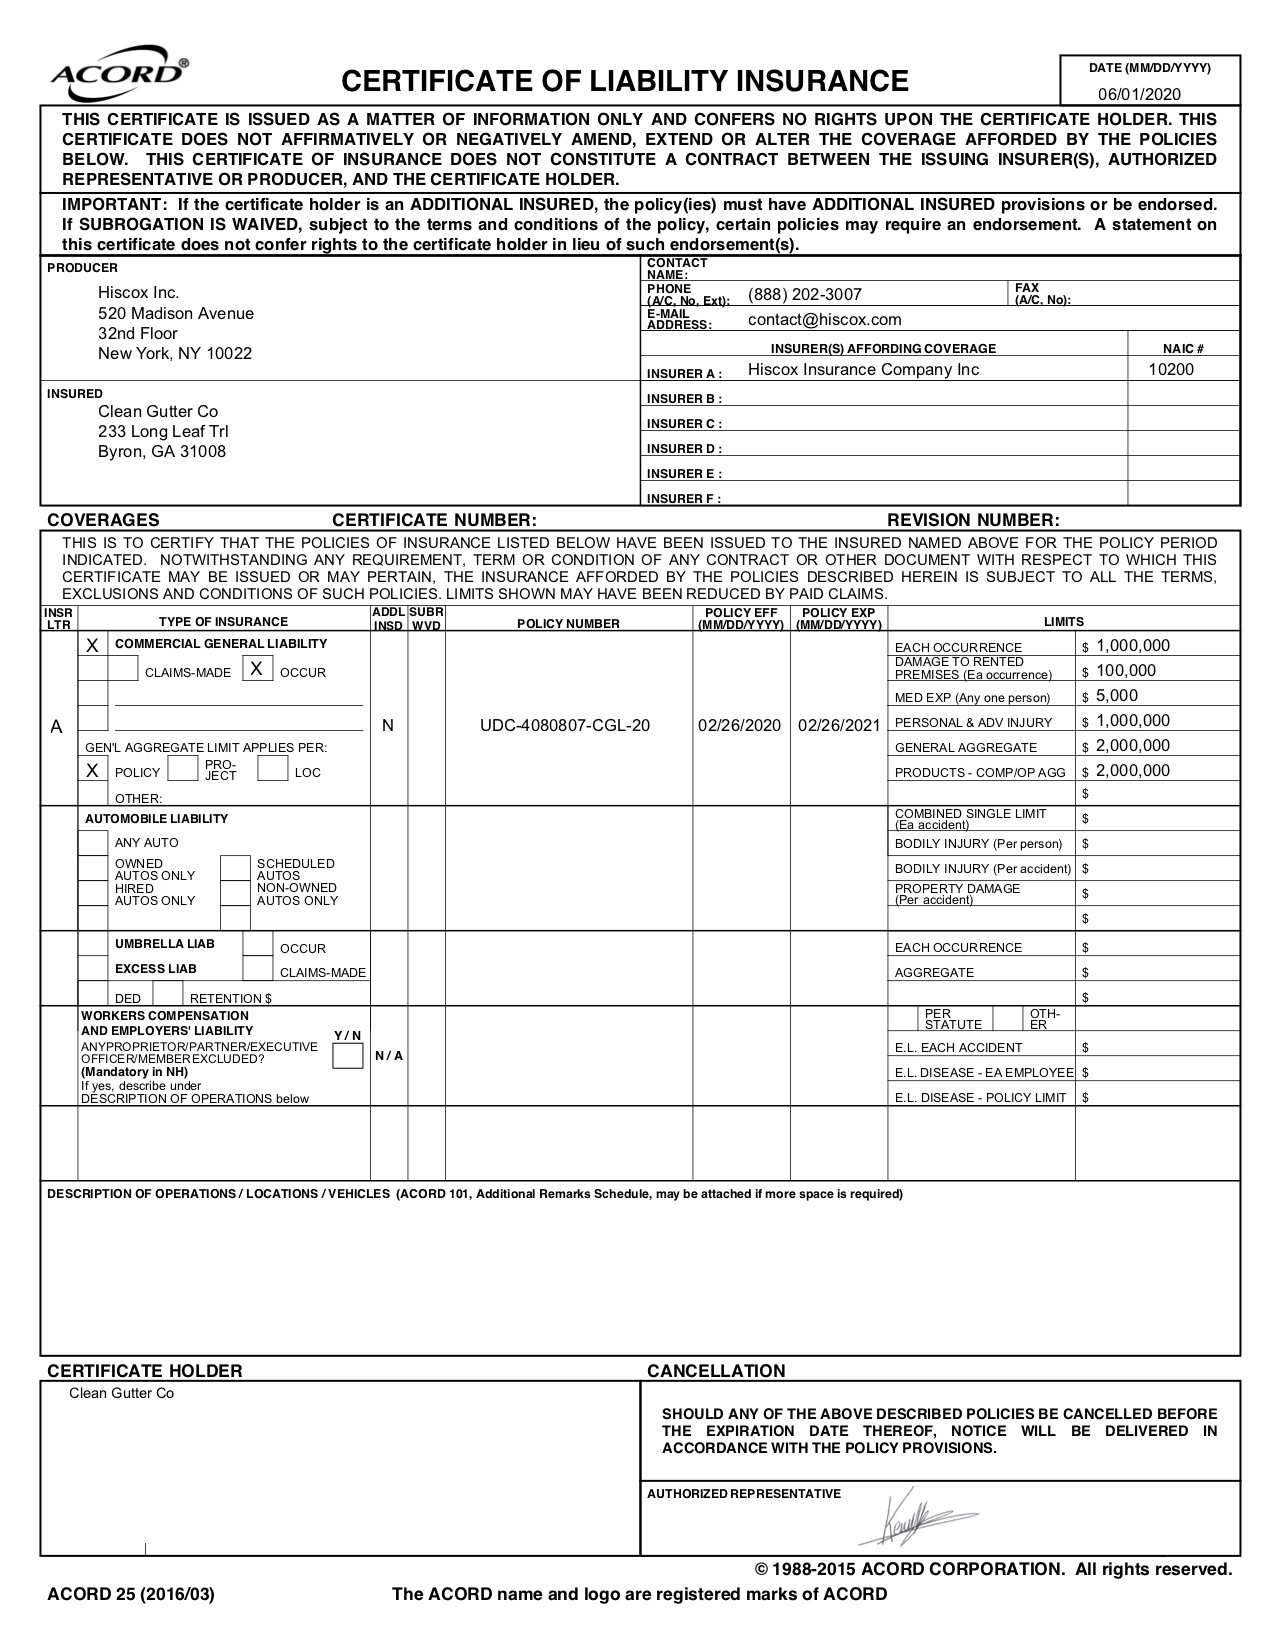 ACORD®
CERTIFICATE OF LIABILITY INSURANCE
DATE (MM/DD/YYYY)
06/01/2020
THIS CERTIFICATE IS ISSUED AS A MATTER OF INFORMATION ONLY AND CONFERS NO RIGHTS UPON THE CERTIFICATE HOLDER. THIS
CERTIFICATE DOES NOT AFFIRMATIVELY OR NEGATIVELY AMEND, EXTEND OR ALTER THE COVERAGE AFFORDED BY THE POLICIES
BELOW. THIS CERTIFICATE OF INSURANCE DOES NOT CONSTITUTE A CONTRACT BETWEEN THE ISSUING INSURER(S), AUTHORIZED
REPRESENTATIVE OR PRODUCER, AND THE CERTIFICATE HOLDER.
IMPORTANT: If the certificate holder is an ADDITIONAL INSURED, the policy(ies) must have ADDITIONAL INSURED provisions or be endorsed.
If SUBROGATION IS WAIVED, subject to the terms and conditions of the policy, certain policies may require an endorsement. A statement on
this certificate does not confer rights to the certificate holder in lieu of such endorsement(s).
PRODUCER
Hiscox Inc.
520 Madison Avenue
32nd Floor
New York, NY 10022
CONTACT
NAME:
PHONE
(A/C, No, Ext): (888) 202-3007
FAX
(A/C, No):
E-MAIL
ADDRESS: contact@hiscox.com
INSURER(S) AFFORDING COVERAGE NAIC #
INSURER A : Hiscox Insurance Company Inc 10200
INSURED
Clean Gutter Co
233 Long Leaf Trl
Byron, GA 31008
INSURER B :
INSURER C :
INSURER D :
INSURER E :
INSURER F :
COVERAGES CERTIFICATE NUMBER: REVISION NUMBER:
THIS IS TO CERTIFY THAT THE POLICIES OF INSURANCE LISTED BELOW HAVE BEEN ISSUED TO THE INSURED NAMED ABOVE FOR THE POLICY PERIOD
INDICATED. NOTWITHSTANDING ANY REQUIREMENT, TERM OR CONDITION OF ANY CONTRACT OR OTHER DOCUMENT WITH RESPECT TO WHICH THIS
CERTIFICATE MAY BE ISSUED OR MAY PERTAIN, THE INSURANCE AFFORDED BY THE POLICIES DESCRIBED HEREIN IS SUBJECT TO ALL THE TERMS,
EXCLUSIONS AND CONDITIONS OF SUCH POLICIES. LIMITS SHOWN MAY HAVE BEEN REDUCED BY PAID CLAIMS.
INSR
LTR
TYPE OF INSURANCE
ADDL
INSD
SUBR
WVD
POLICY NUMBER
POLICY EFF
(MM/DD/YYYY)
POLICY EXP
(MM/DD/YYYY)
LIMITS
A
X COMMERCIAL GENERAL LIABILITY
CLAIMS-MADE X OCCUR
GEN'L AGGREGATE LIMIT APPLIES PER:
X POLICY
PRO-
JECT
LOC
OTHER:
N
UDC-4080807-CGL-20
02/26/2020
02/26/2021
EACH OCCURRENCE $ 1,000,000
DAMAGE TO RENTED
PREMISES (Ea occurrence) $ 100,000
MED EXP (Any one person) $ 5,000
PERSONAL & ADV INJURY $ 1,000,000
GENERAL AGGREGATE $ 2,000,000
PRODUCTS - COMP/OP AGG $ 2,000,000
$
AUTOMOBILE LIABILITY
ANY AUTO
OWNED
AUTOS ONLY
SCHEDULED
AUTOS
HIRED
AUTOS ONLY
NON-OWNED
AUTOS ONLY
COMBINED SINGLE LIMIT
(Ea accident) $
BODILY INJURY (Per person) $
BODILY INJURY (Per accident) $
PROPERTY DAMAGE
(Per accident) $
$
UMBRELLA LIAB OCCUR
EXCESS LIAB CLAIMS-MADE
DED RETENTION $
EACH OCCURRENCE $
AGGREGATE $
$
WORKERS COMPENSATION
AND EMPLOYERS' LIABILITY
Y / N
ANYPROPRIETOR/PARTNER/EXECUTIVE
OFFICER/MEMBER EXCLUDED?
(Mandatory in NH)
If yes, describe under
DESCRIPTION OF OPERATIONS below
N / A
PER
STATUTE
OTH-
ER
E.L. EACH ACCIDENT $
E.L. DISEASE - EA EMPLOYEE $
E.L. DISEASE - POLICY LIMIT $
DESCRIPTION OF OPERATIONS / LOCATIONS / VEHICLES (ACORD 101, Additional Remarks Schedule, may be attached if more space is required)
CERTIFICATE HOLDER
Clean Gutter Co
CANCELLATION
SHOULD ANY OF THE ABOVE DESCRIBED POLICIES BE CANCELLED BEFORE
THE EXPIRATION DATE THEREOF, NOTICE WILL BE DELIVERED IN
ACCORDANCE WITH THE POLICY PROVISIONS.
AUTHORIZED REPRESENTATIVE
© 1988-2015 ACORD CORPORATION. All rights reserved.
ACORD 25 (2016/03) The ACORD name and logo are registered marks of ACORD